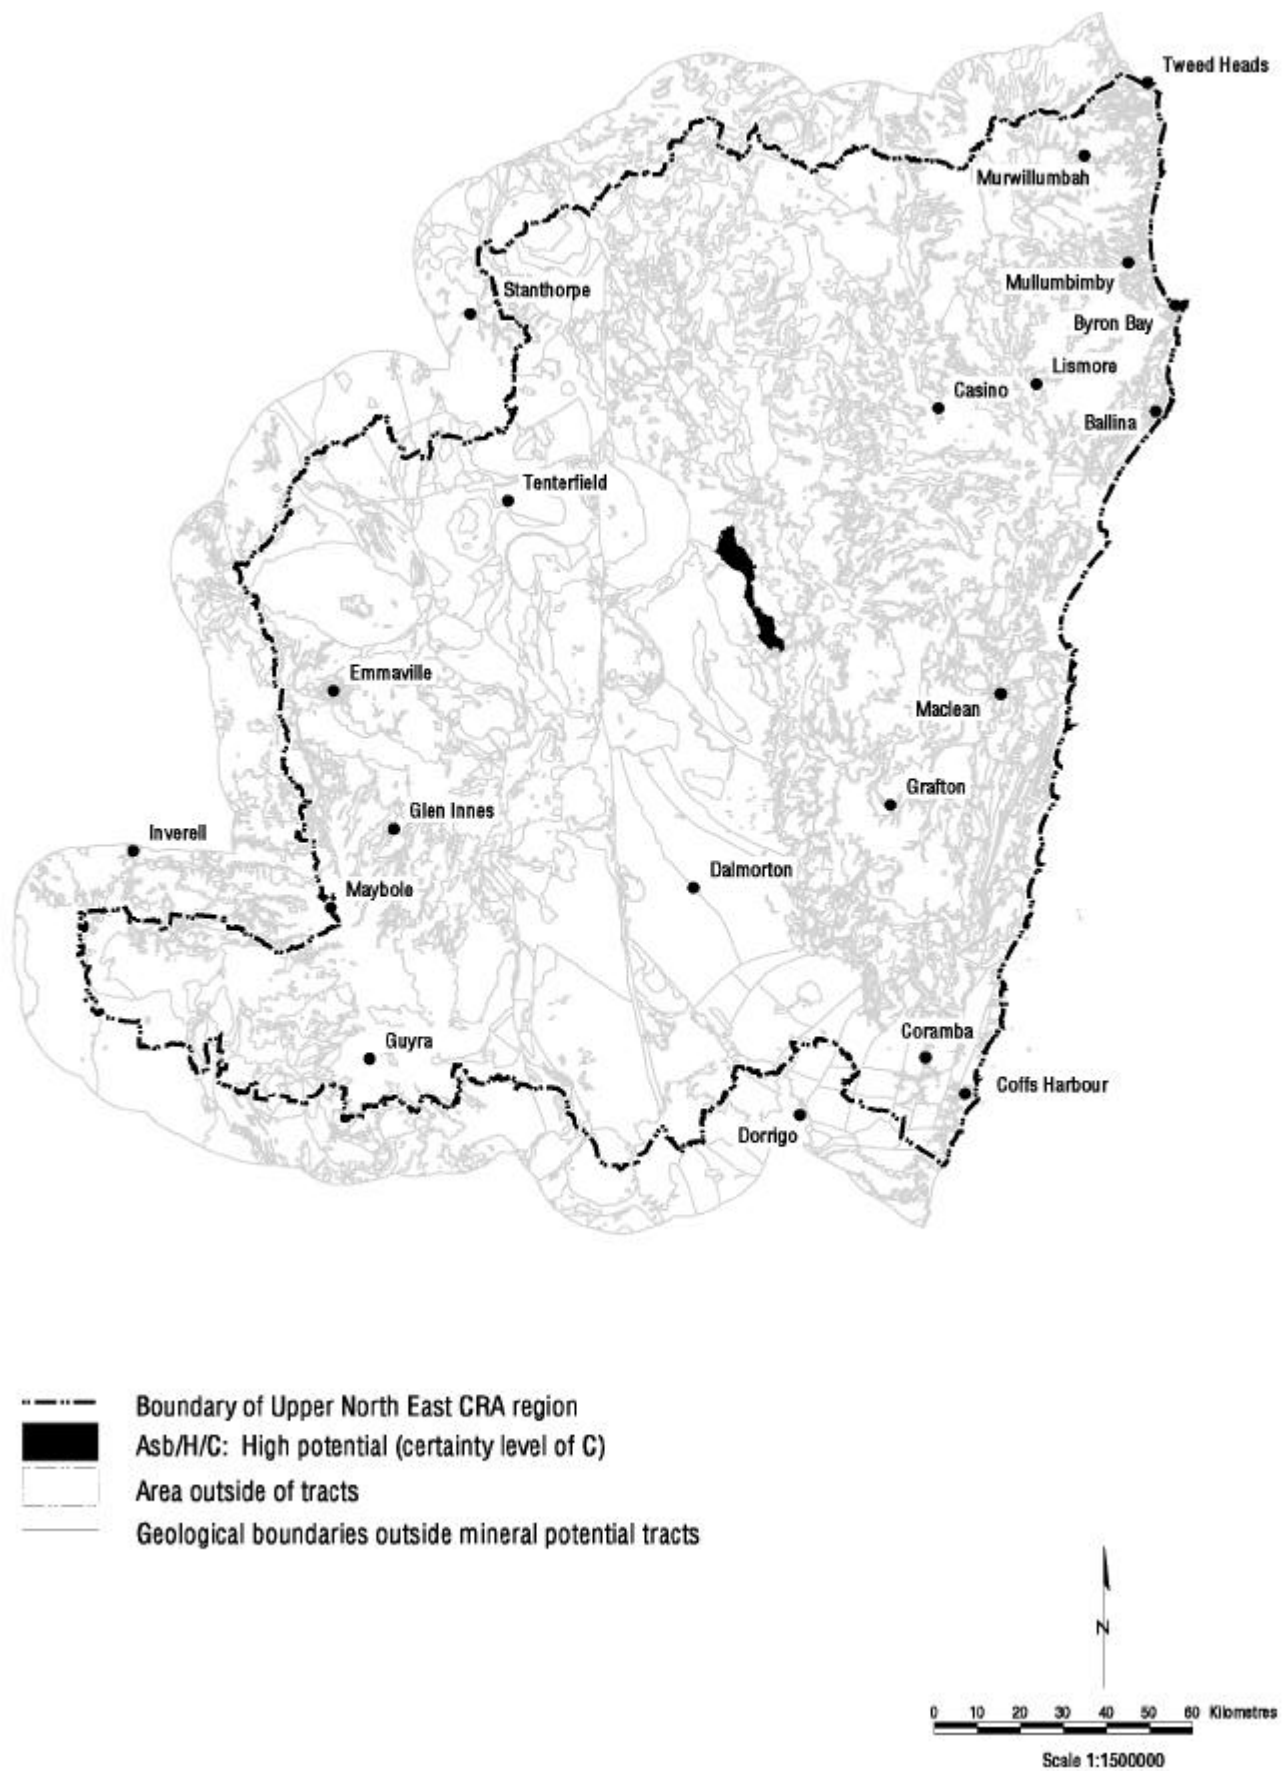 Tweed Heads
Murwillumbah
Mullumbimby
Stanthorpe
Byron Bay
Lismore
Casino
Ballina
Tenterfield
Emmaville
Maclean
Grafton
Glen Innes
Inverell
Dalmorton
Maybole
Coramba
Guyra
Coffs Harbour
Dorrigo
Boundary of Upper North East CRA region
Asb/H/C: High potential (certainty level of C)
Area outside of tracts
Geological boundaries outside mineral potential tracts
N
0 10 20 30 40 50 60 Kilometres
Scale 1:1500000